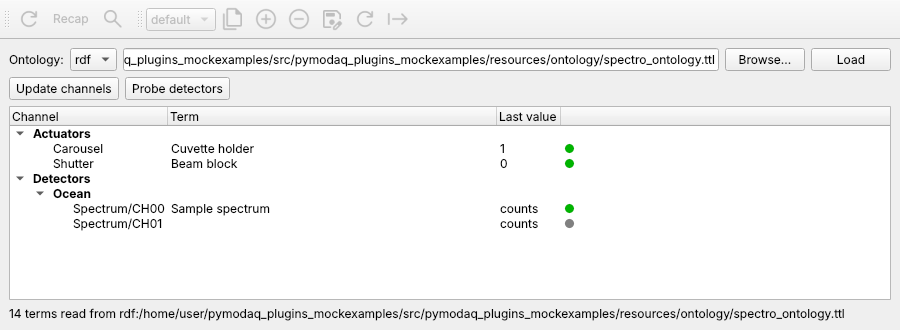 Recap default
Ontology: rdf q_plugins_mockexamples/src/pymodaq_plugins_mockexamples/resources/ontology/spectro_ontology.ttl Browse... Load
Update channels Probe detectors
Channel Term Last value
Actuators
Carousel Cuvette holder 1
Shutter Beam block 0
Detectors
Ocean
Spectrum/CH00 Sample spectrum counts
Spectrum/CH01 counts
14 terms read from rdf:/home/user/pymodaq_plugins_mockexamples/src/pymodaq_plugins_mockexamples/resources/ontology/spectro_ontology.ttl